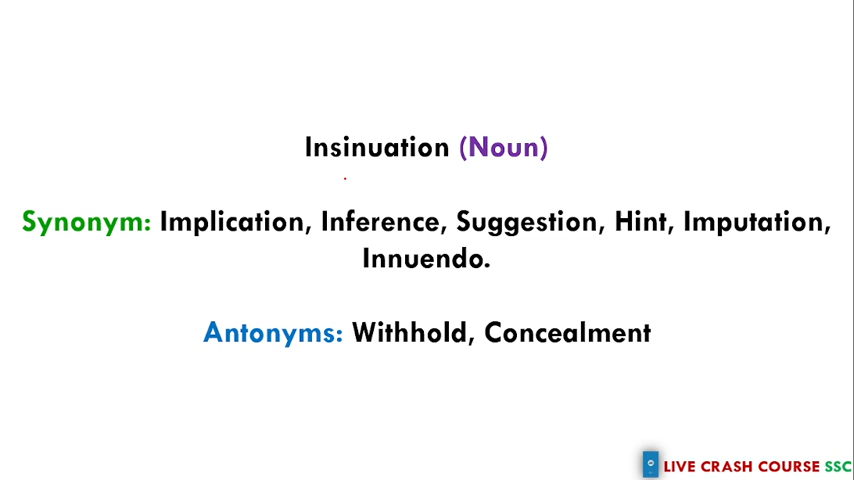 Insinuation (Noun)
Synonym: Implication, Inference, Suggestion, Hint, Imputation,
Innuendo.
Antonyms: Withhold, Concealment
LIVE CRASH COURSE SSC